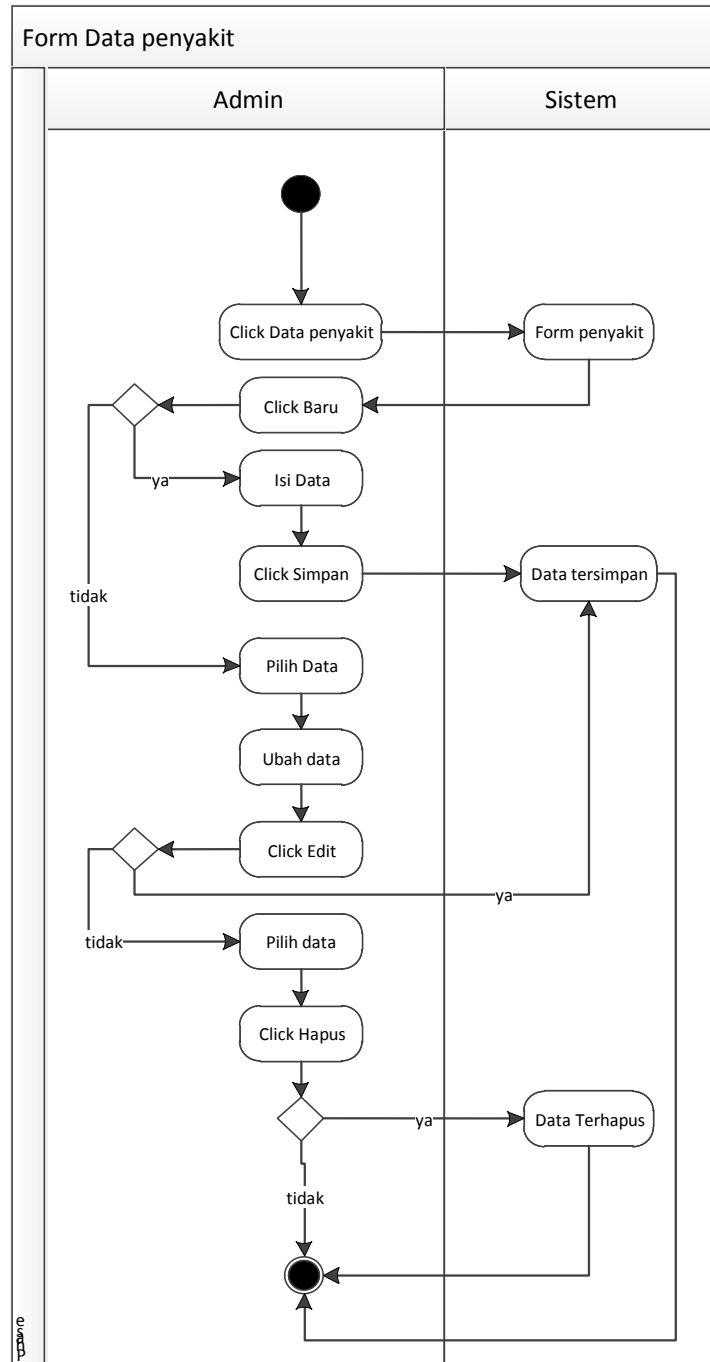 Form Data penyakit
Admin
Sistem
Click Data penyakit
Form penyakit
Click Baru
ya
Isi Data
Click Simpan
Data tersimpan
tidak
Pilih Data
Ubah data
Click Edit
ya
tidak
Pilih data
Click Hapus
ya
Data Terhapus
tidak